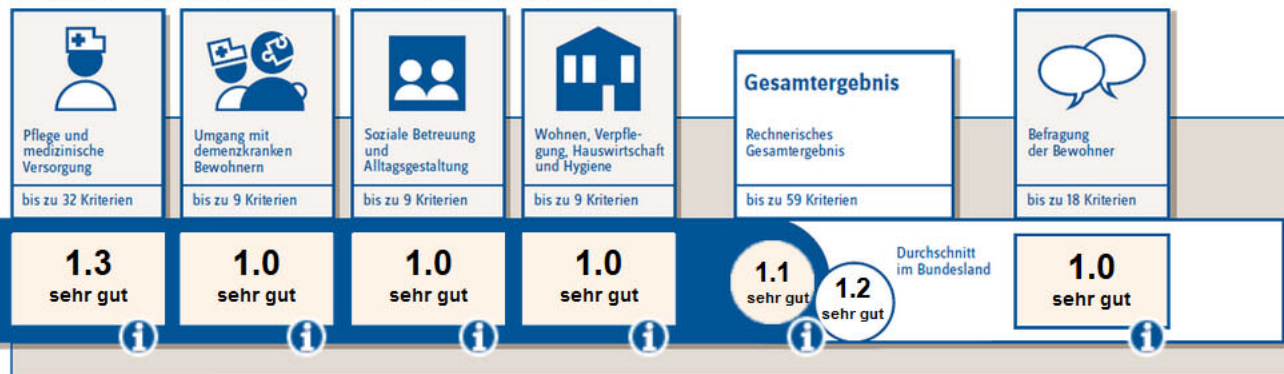 Pflege und
medizinische
Versorgung
bis zu 32 Kriterien
1.3
sehr gut
Umgang mit
demenzkranken
Bewohnern
bis zu 9 Kriterien
1.0
sehr gut
Soziale Betreuung
und
Alltagsgestaltung
bis zu 9 Kriterien
1.0
sehr gut
Wohnen, Verpfle-
gung, Hauswirtschaft
und Hygiene
bis zu 9 Kriterien
1.0
sehr gut
Gesamtergebnis
Rechnerisches
Gesamtergebnis
bis zu 59 Kriterien
1.1
sehr gut
1.2
sehr gut
Durchschnitt
im Bundesland
Befragung
der Bewohner
bis zu 18 Kriterien
1.0
sehr gut